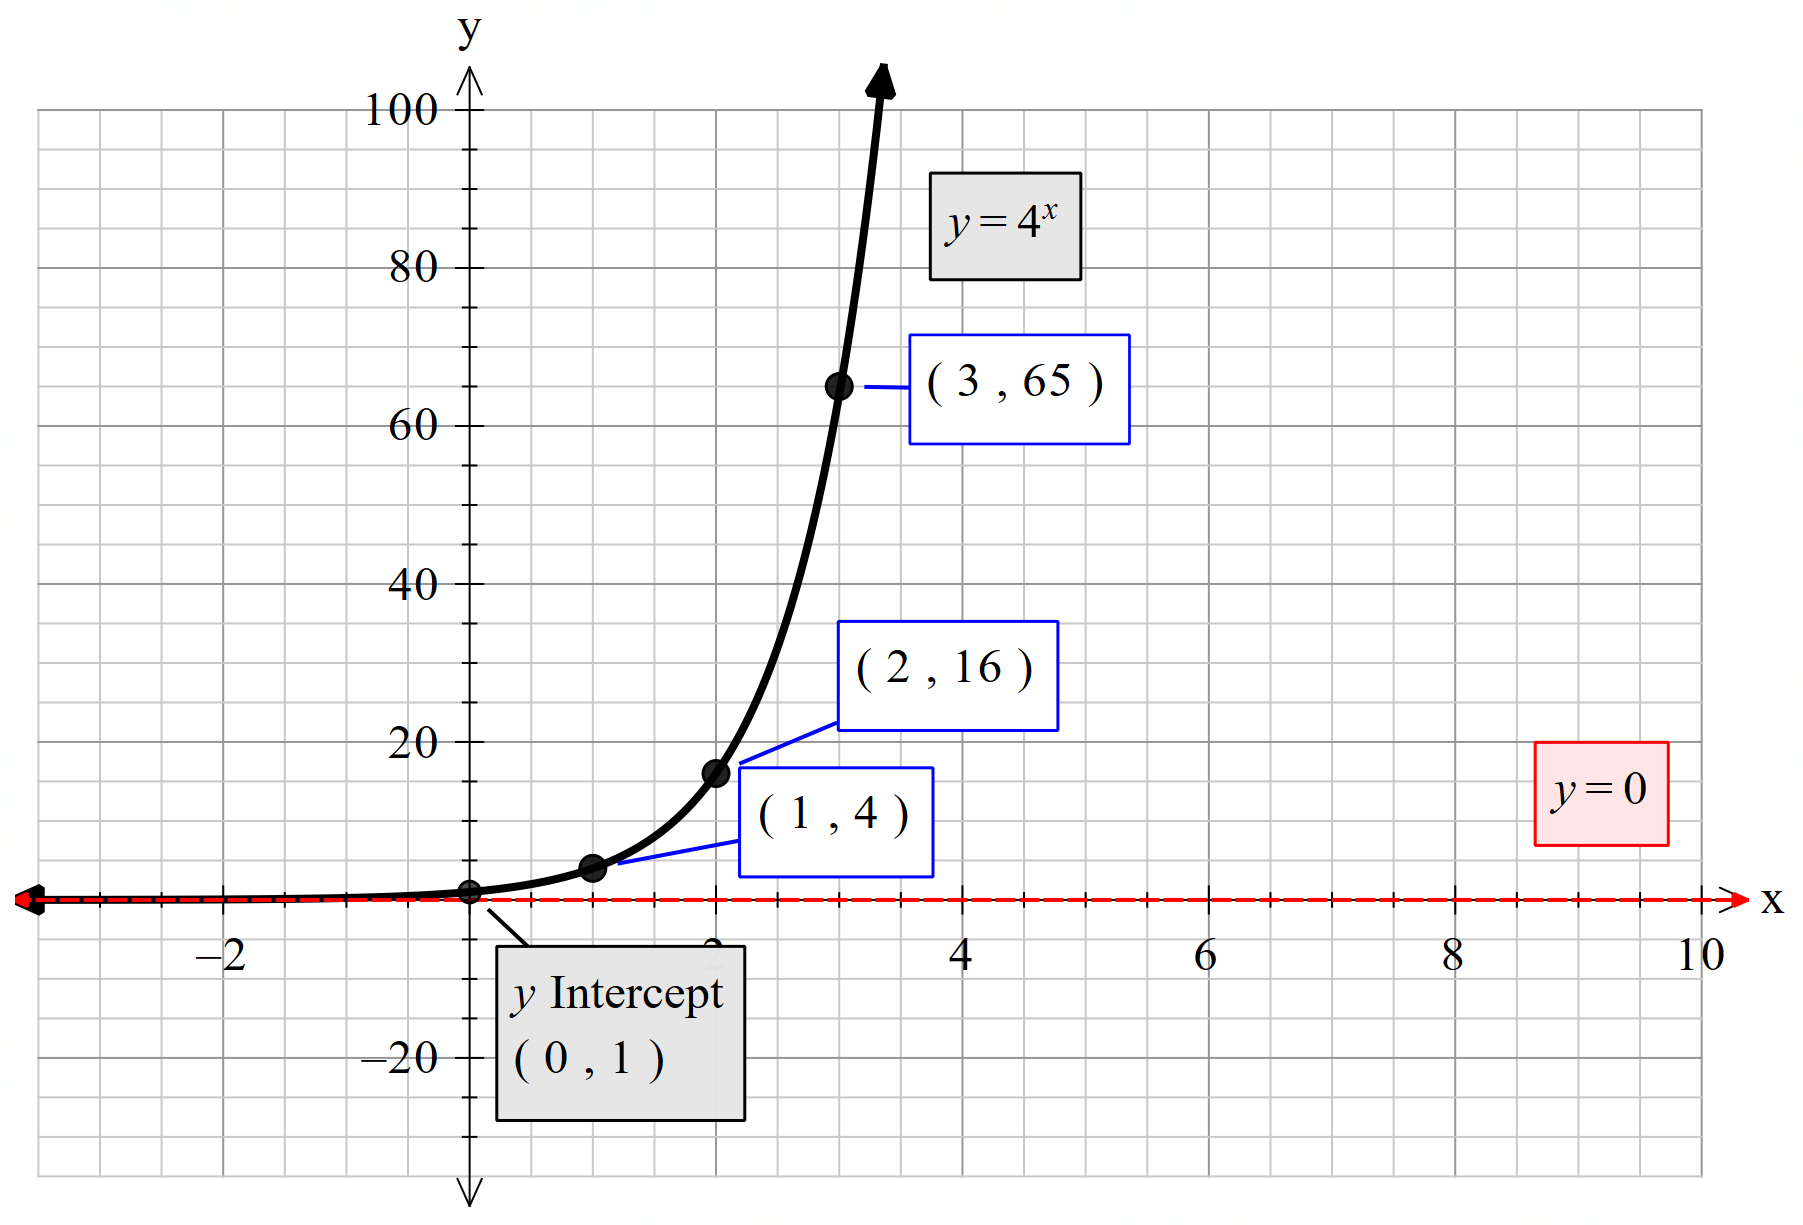 y
100
y = 4^x
80
( 3 , 65 )
60
40
( 2 , 16 )
20
( 1 , 4 )
y = 0
x
–2
2
4
6
8
10
y Intercept
( 0 , 1 )
–20